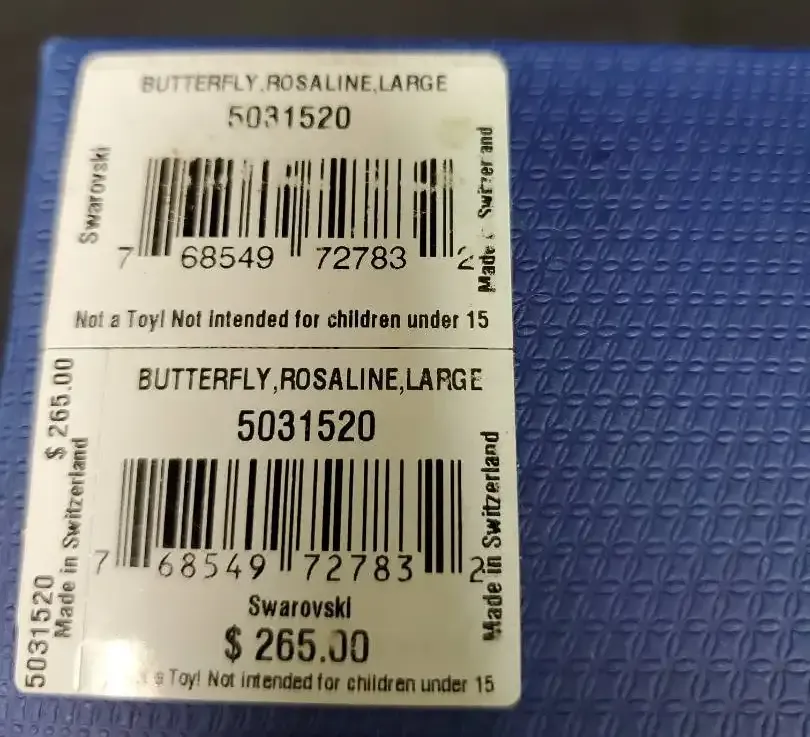 BUTTERFLY,ROSALINE,LARGE
5031520
Swarovski
Made Switzer and
7 68549 72783 2
Not a Toy! Not intended for children under 15
$ 265.00
5031520
Made in Switzerland
BUTTERFLY,ROSALINE,LARGE
5031520
7 68549 72783 2
Made in Switzerland
Swarovski
$ 265.00
a Toy! Not intended for children under 15